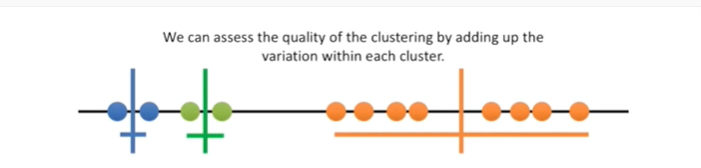 We can assess the quality of the clustering by adding up the
variation within each cluster.